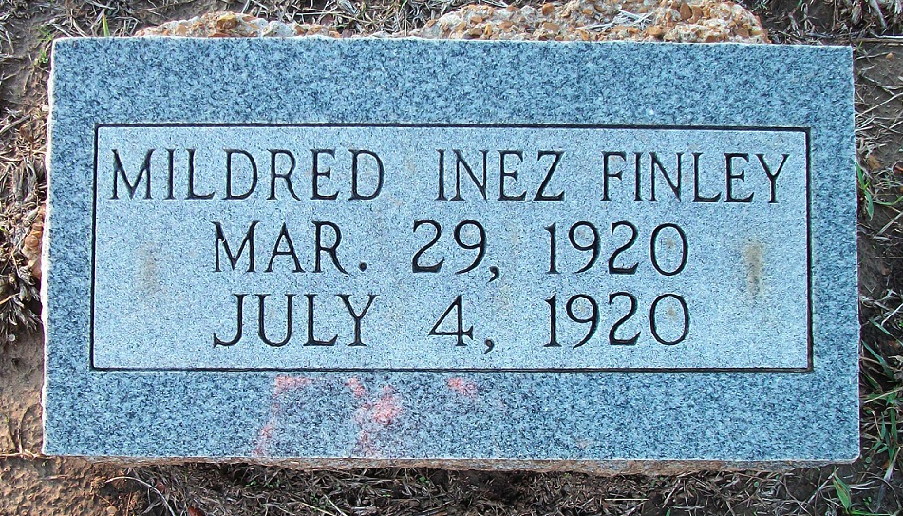 MILDRED INEZ FINLEY
MAR. 29, 1920
JULY 4, 1920